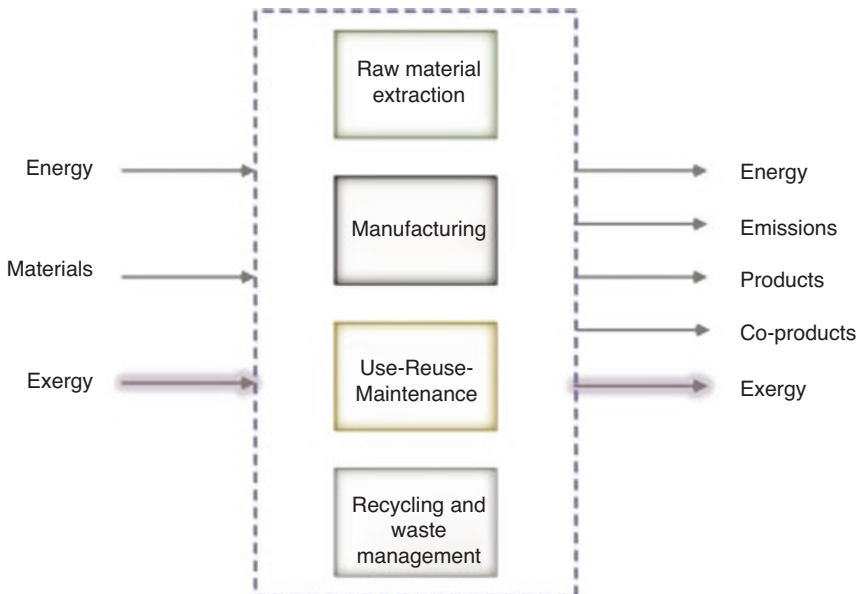 Energy
Materials
Exergy
Raw material
extraction
Manufacturing
Use-Reuse-
Maintenance
Recycling and
waste
management
Energy
Emissions
Products
Co-products
Exergy